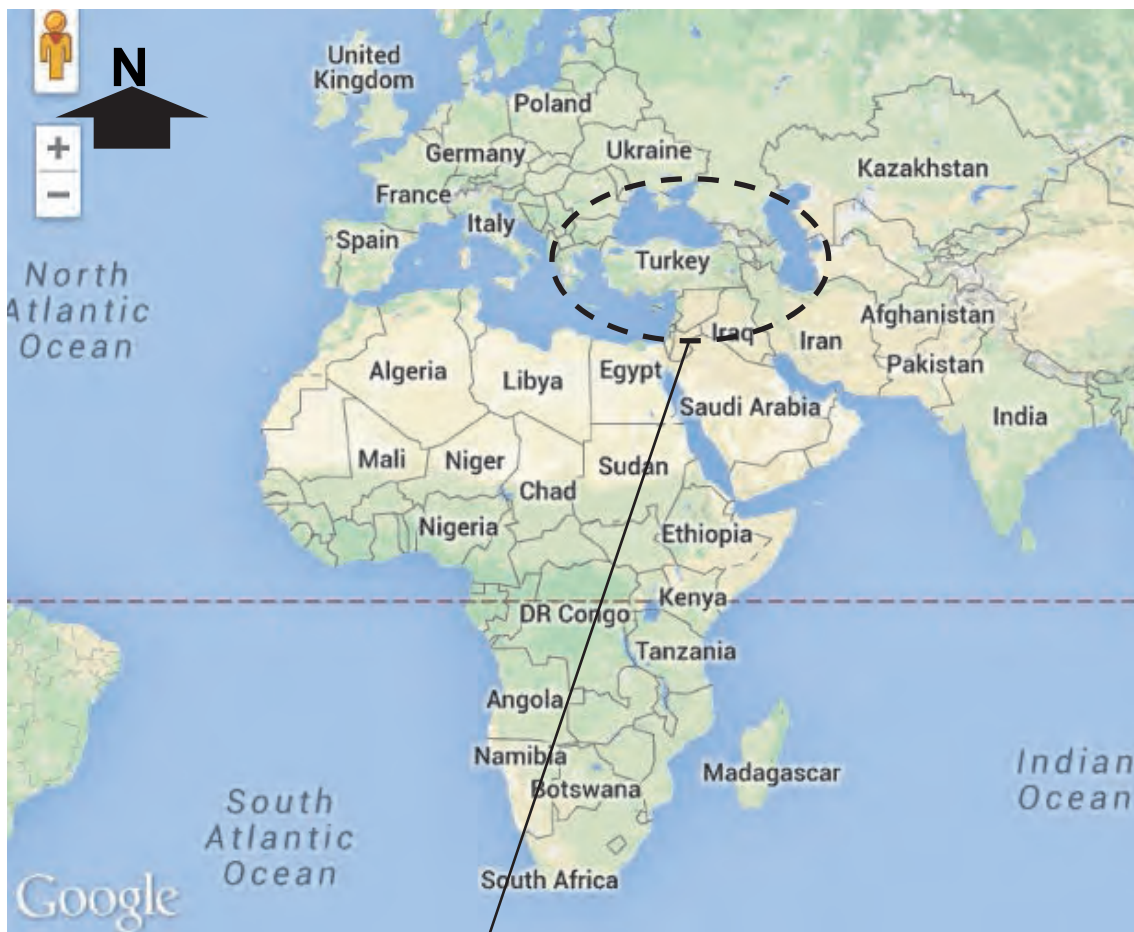 N
United
Kingdom
Poland
Germany
Ukraine
Kazakhstan
France
Italy
Spain
Turkey
North
Atlantic
Ocean
Afghanistan
Iraq
Iran
Pakistan
Algeria
Libya
Egypt
Saudi Arabia
India
Mali
Niger
Sudan
Chad
Nigeria
Ethiopia
DR Congo
Kenya
Tanzania
Angola
Namibia
Botswana
Madagascar
Indian
Ocean
South
Atlantic
Ocean
South Africa
Google